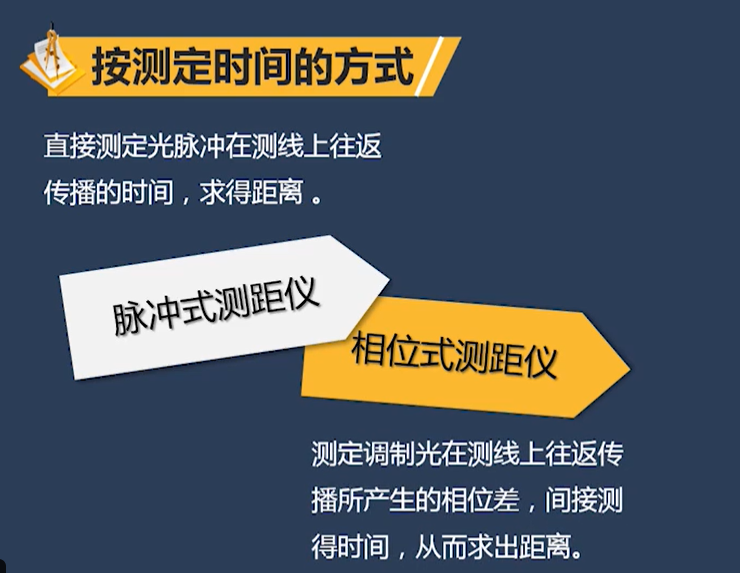 按测定时间的方式
直接测定光脉冲在测线上往返
传播的时间，求得距离 。
脉冲式测距仪
相位式测距仪
测定调制光在测线上往返传
播所产生的相位差，间接测
得时间，从而求出距离。